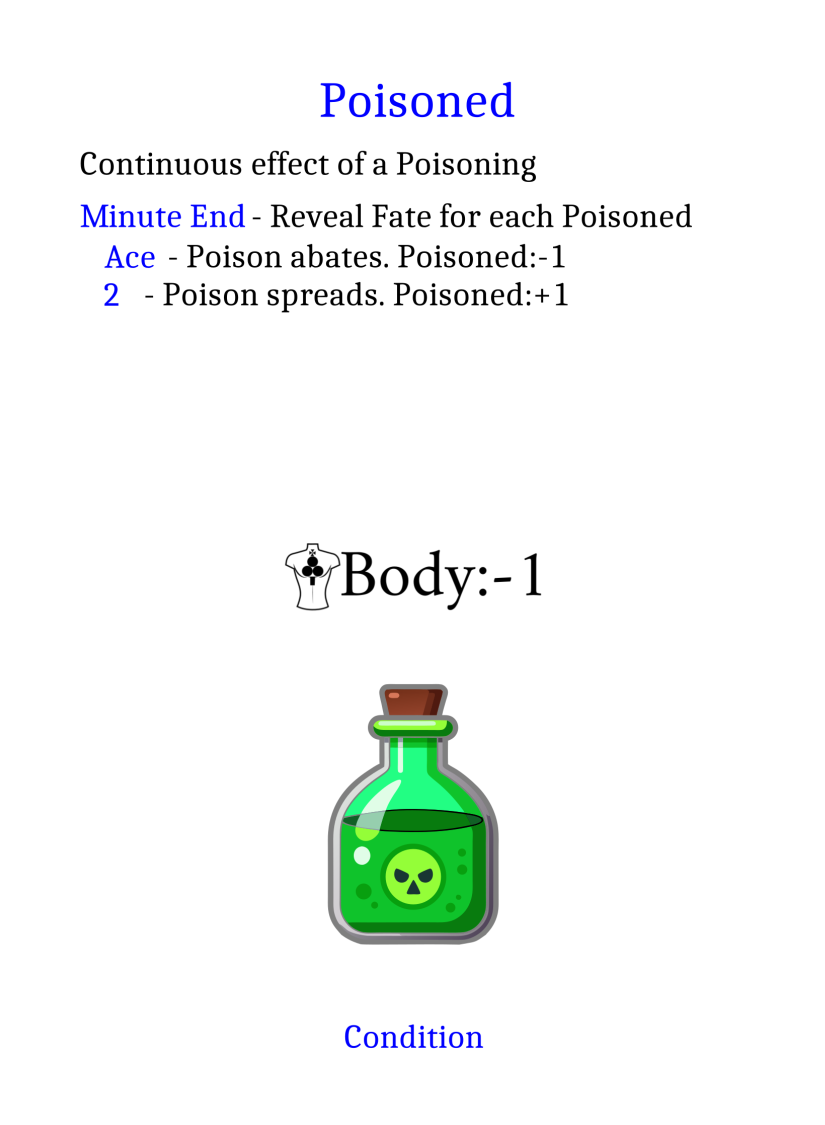 Poisoned
Continuous effect of a Poisoning
Minute End - Reveal Fate for each Poisoned
Ace - Poison abates. Poisoned:-1
2 - Poison spreads. Poisoned:+1
Body:-1
Condition